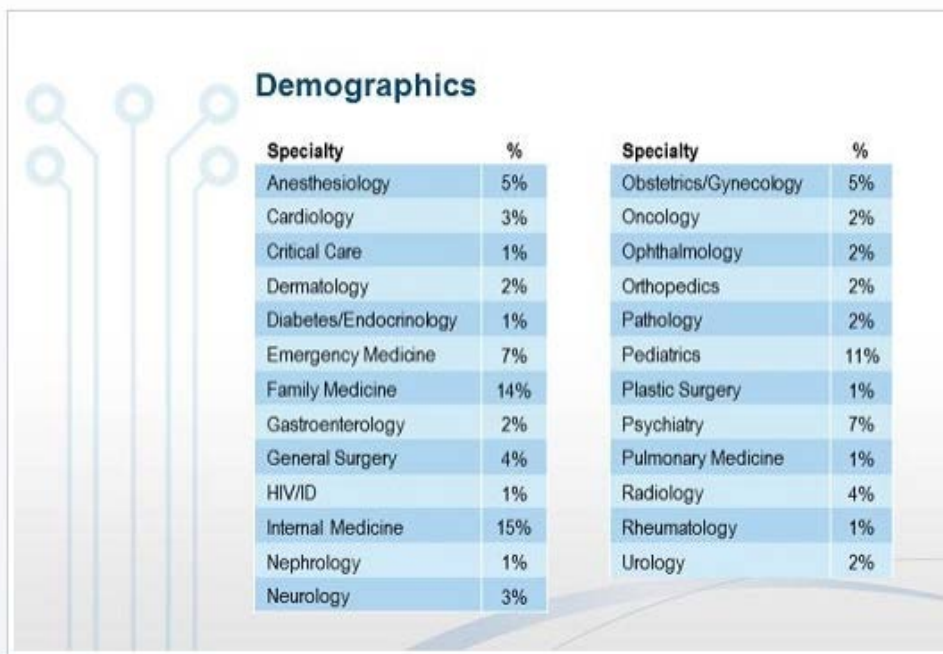 Demographics
Specialty %
Anesthesiology 5%
Cardiology 3%
Critical Care 1%
Dermatology 2%
Diabetes/Endocrinology 1%
Emergency Medicine 7%
Family Medicine 14%
Gastroenterology 2%
General Surgery 4%
HIV/ID 1%
Internal Medicine 15%
Nephrology 1%
Neurology 3%
Specialty %
Obstetrics/Gynecology 5%
Oncology 2%
Ophthalmology 2%
Orthopedics 2%
Pathology 2%
Pediatrics 11%
Plastic Surgery 1%
Psychiatry 7%
Pulmonary Medicine 1%
Radiology 4%
Rheumatology 1%
Urology 2%